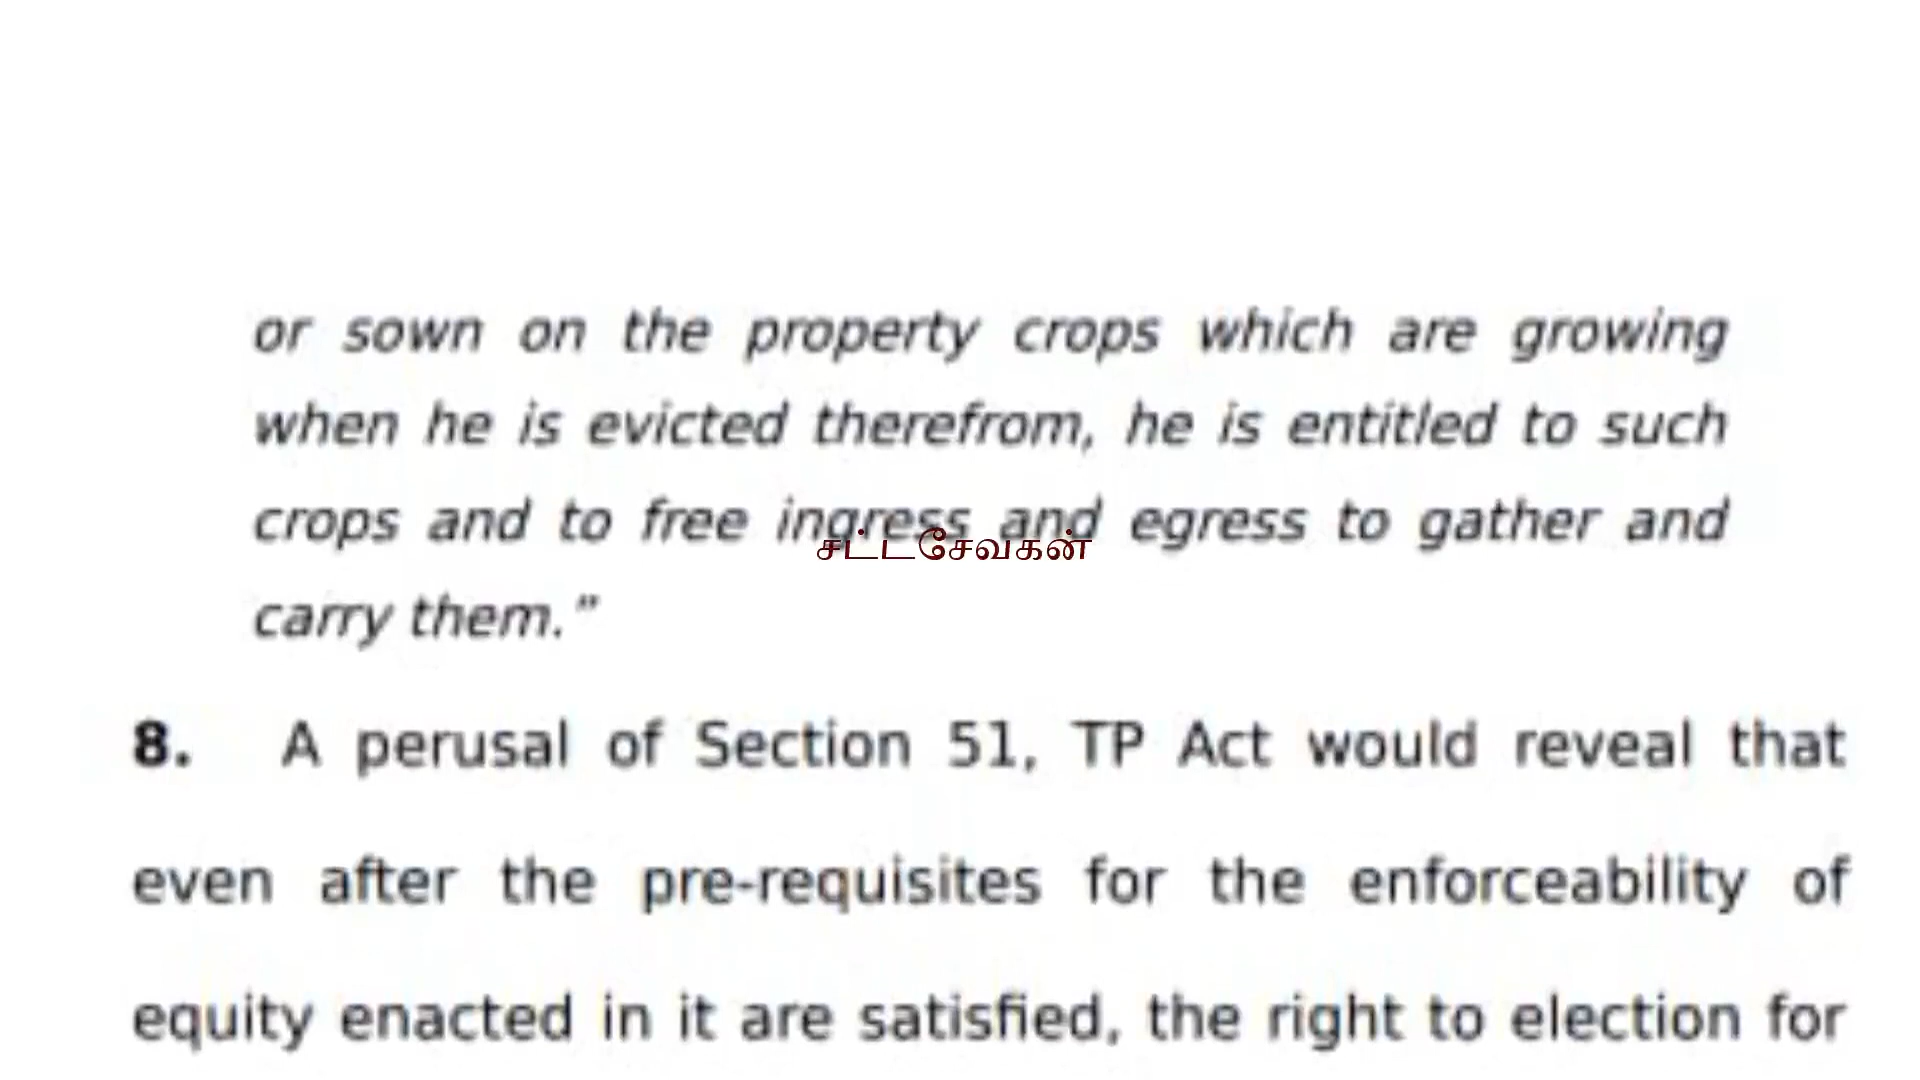 or sown on the property crops which are growing
when he is evicted therefrom, he is entitled to such
crops and to free ingress and egress to gather and
சட்டசேவகன்
carry them.”
8. A perusal of Section 51, TP Act would reveal that
even after the pre-requisites for the enforceability of
equity enacted in it are satisfied, the right to election for